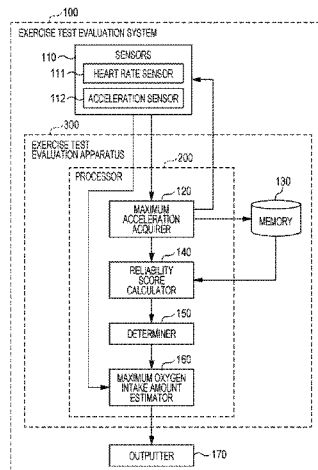 100
EXERCISE TEST EVALUATION SYSTEM
110
SENSORS
111
HEART RATE SENSOR
112
ACCELERATION SENSOR
300
EXERCISE TEST
EVALUATION APPARATUS
200
PROCESSOR
120
MAXIMUM
ACCELERATION
ACQUIRER
130
MEMORY
140
RELIABILITY
SCORE
CALCULATOR
150
DETERMINER
160
MAXIMUM OXYGEN
INTAKE AMOUNT
ESTIMATOR
OUTPUTTER
170